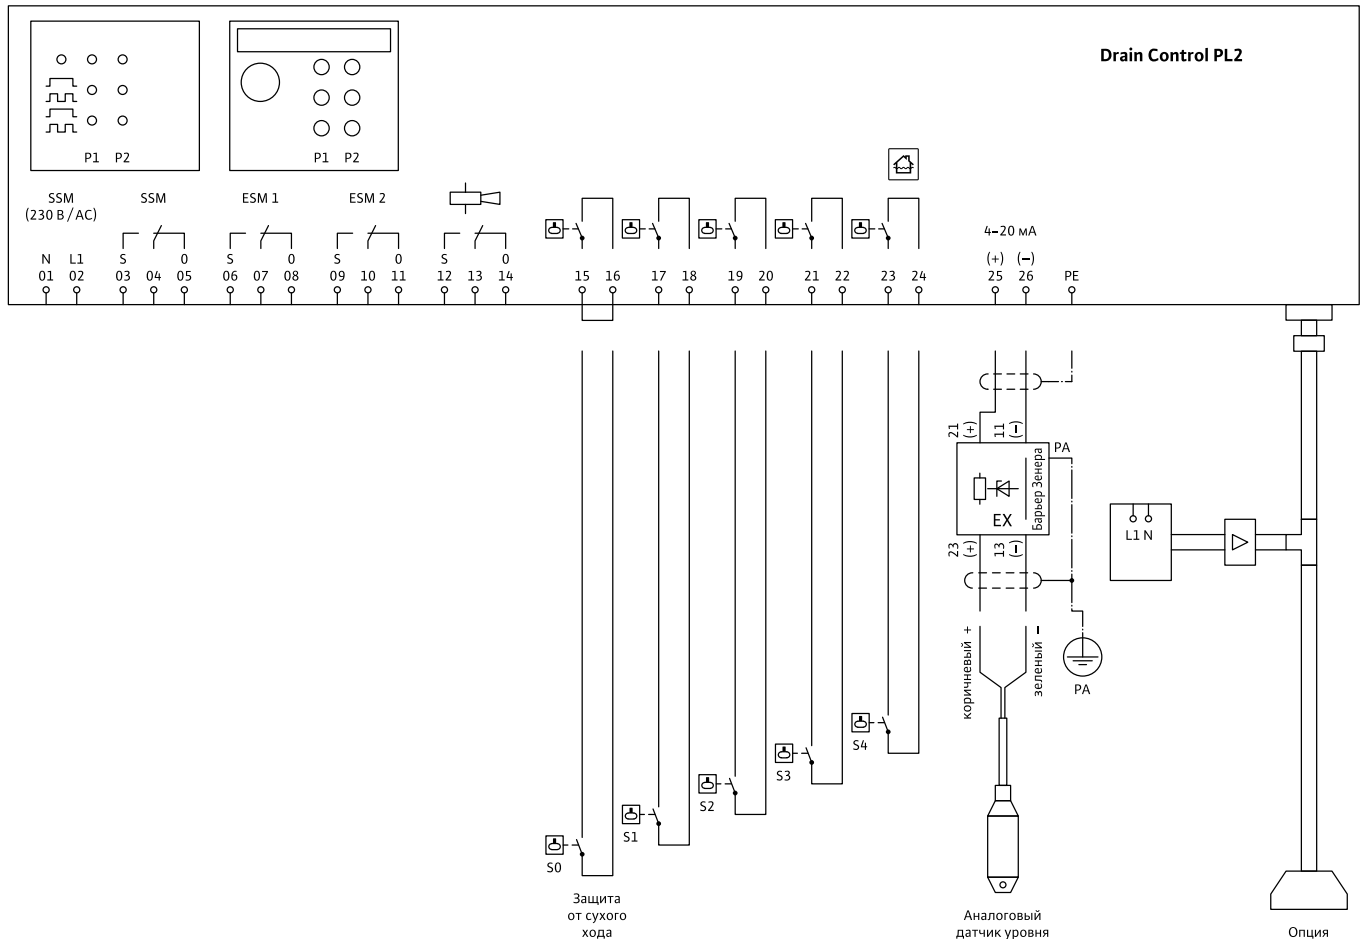 Drain Control PL2
P1 P2
P1 P2
SSM
(230 В / AC)
SSM
ESM 1
ESM 2
4–20 мА
N L1
S 0
S 0
S 0
S 0
(+) (–)
01 02 03 04 05 06 07 08 09 10 11 12 13 14 15 16 17 18 19 20 21 22 23 24 25 26 PE
21 (+)
11 (–)
PA
Барьер Зенера
EX
23 (+)
13 (–)
L1 N
коричневый +
зеленый –
PA
S4
S3
S2
S1
S0
Защита
от сухого
хода
Аналоговый
датчик уровня
Опция